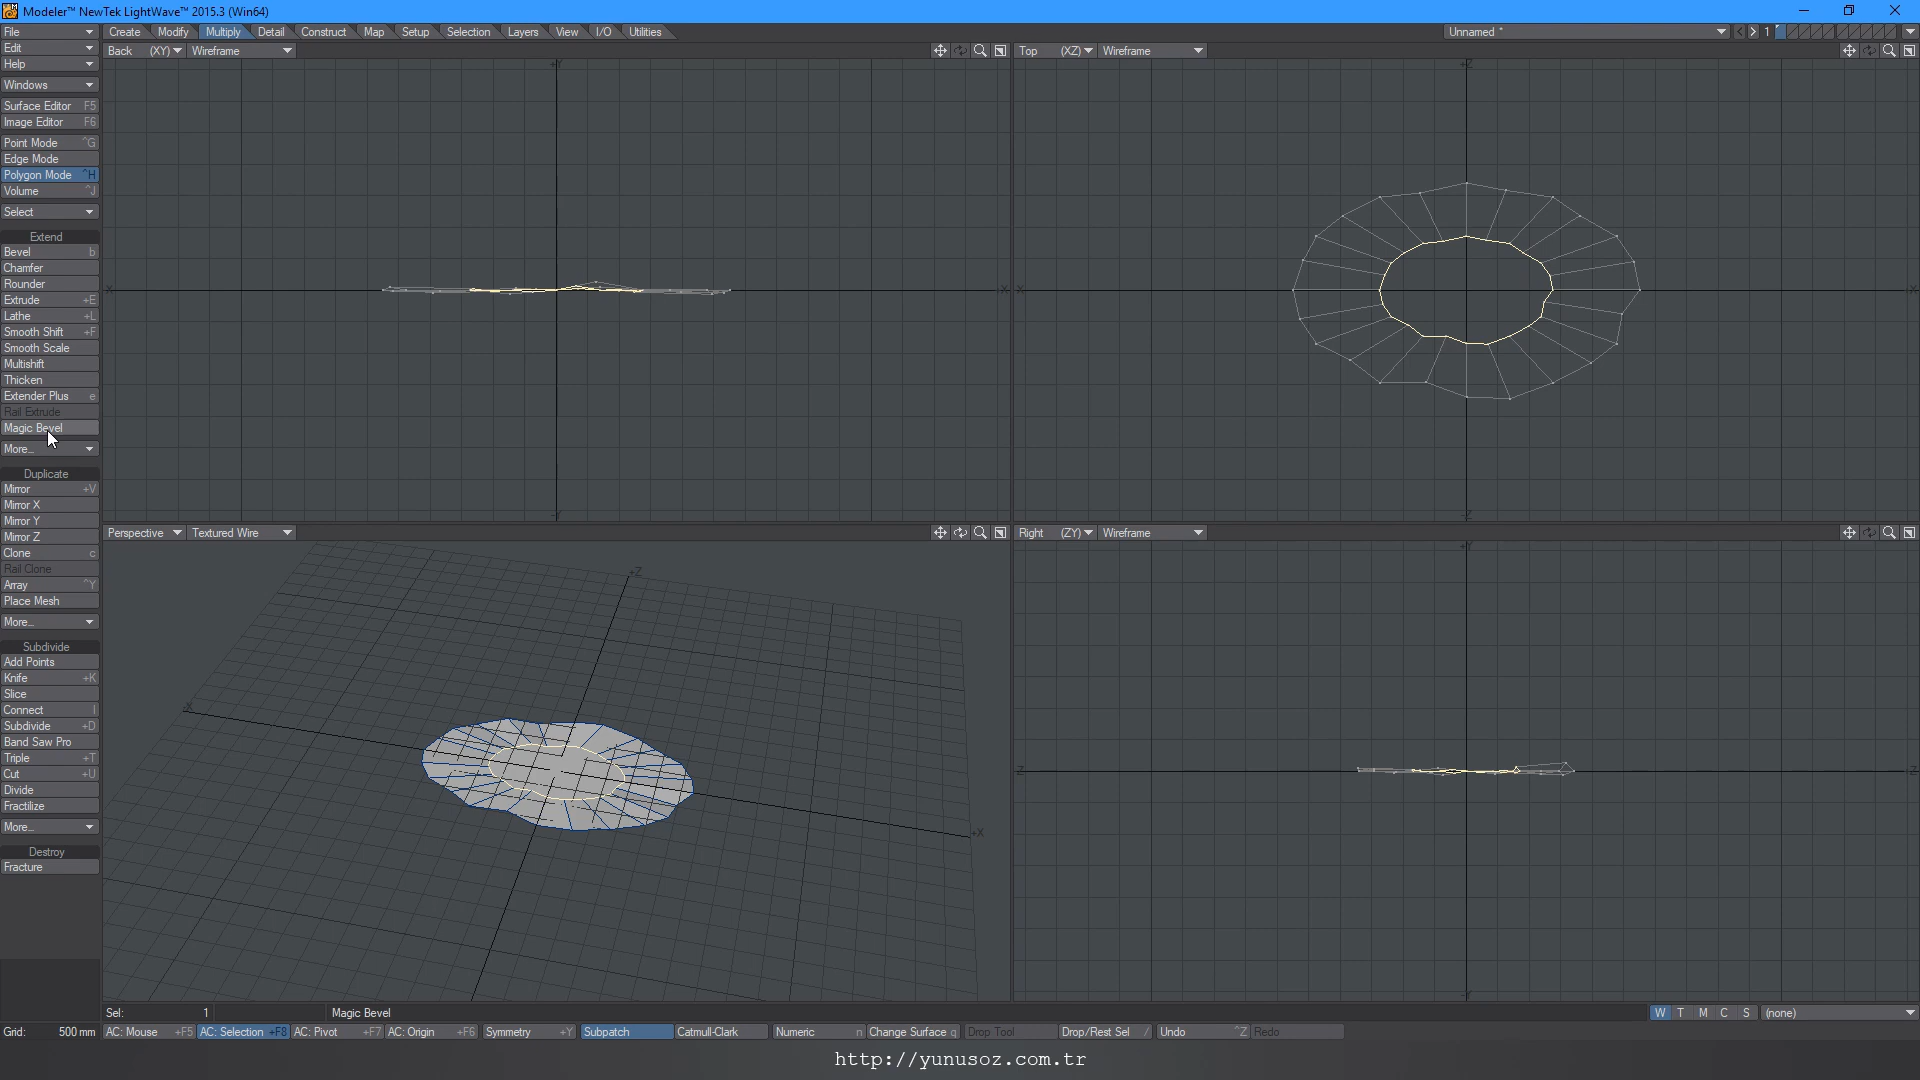 Modeler™ NewTek LightWave™ 2015.3 (Win64)
File
Create Modify Multiply Detail Construct Map Setup Selection Layers View I/O Utilities
Unnamed * 1
Edit
Help
Back (XY) Wireframe
Top (XZ) Wireframe
Windows
Surface Editor F5
Image Editor F6
Point Mode ^G
Edge Mode
Polygon Mode ^H
Volume ^J
Select
Extend
Bevel b
Chamfer
Rounder
Extrude +E
Lathe +L
Smooth Shift +F
Smooth Scale
Multishift
Thicken
Extender Plus e
Rail Extrude
Magic Bevel
More...
Duplicate
Mirror +V
Mirror X
Mirror Y
Mirror Z
Clone c
Rail Clone
Array ^Y
Place Mesh
More...
Subdivide
Add Points
Knife +K
Slice
Connect l
Subdivide +D
Band Saw Pro
Triple +T
Cut +U
Divide
Fractilize
More...
Destroy
Fracture
Perspective Textured Wire
Right (ZY) Wireframe
+Z
+X
Sel: 1 Magic Bevel
W T M C S (none)
Grid: 500 mm AC: Mouse +F5 AC: Selection +F8 AC: Pivot +F7 AC: Origin +F6 Symmetry +Y Subpatch Catmull-Clark Numeric n Change Surface q Drop Tool Drop/Rest Sel / Undo ^Z Redo
http://yunusoz.com.tr